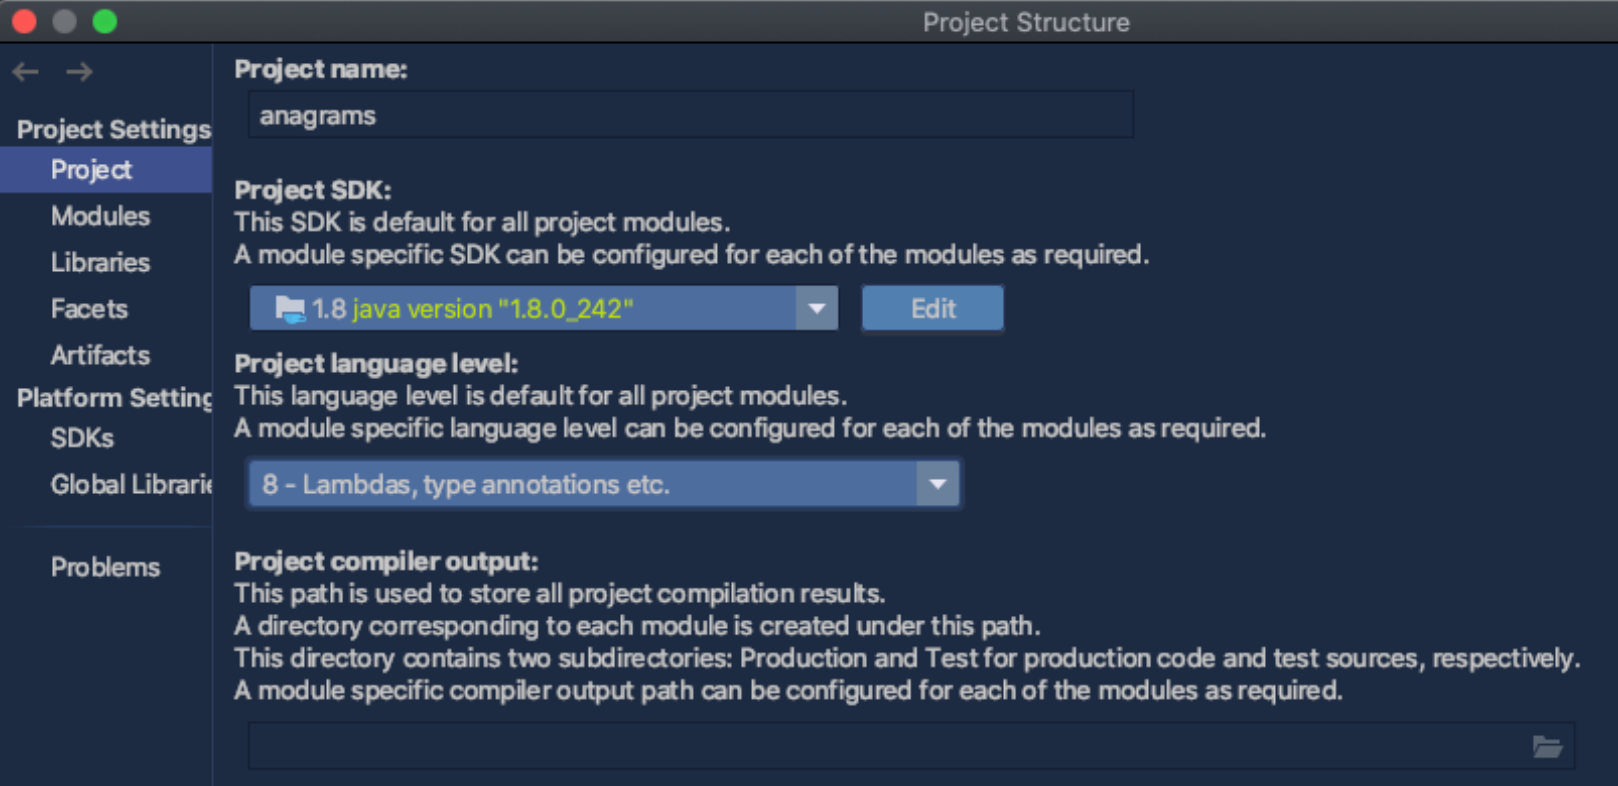 Project Structure
Project Settings
Project
Modules
Libraries
Facets
Artifacts
Platform Setting
SDKs
Global Librarie
Problems
Project name:
anagrams
Project SDK:
This SDK is default for all project modules.
A module specific SDK can be configured for each of the modules as required.
1.8 java version "1.8.0_242"
Edit
Project language level:
This language level is default for all project modules.
A module specific language level can be configured for each of the modules as required.
8 - Lambdas, type annotations etc.
Project compiler output:
This path is used to store all project compilation results.
A directory corresponding to each module is created under this path.
This directory contains two subdirectories: Production and Test for production code and test sources, respectively.
A module specific compiler output path can be configured for each of the modules as required.